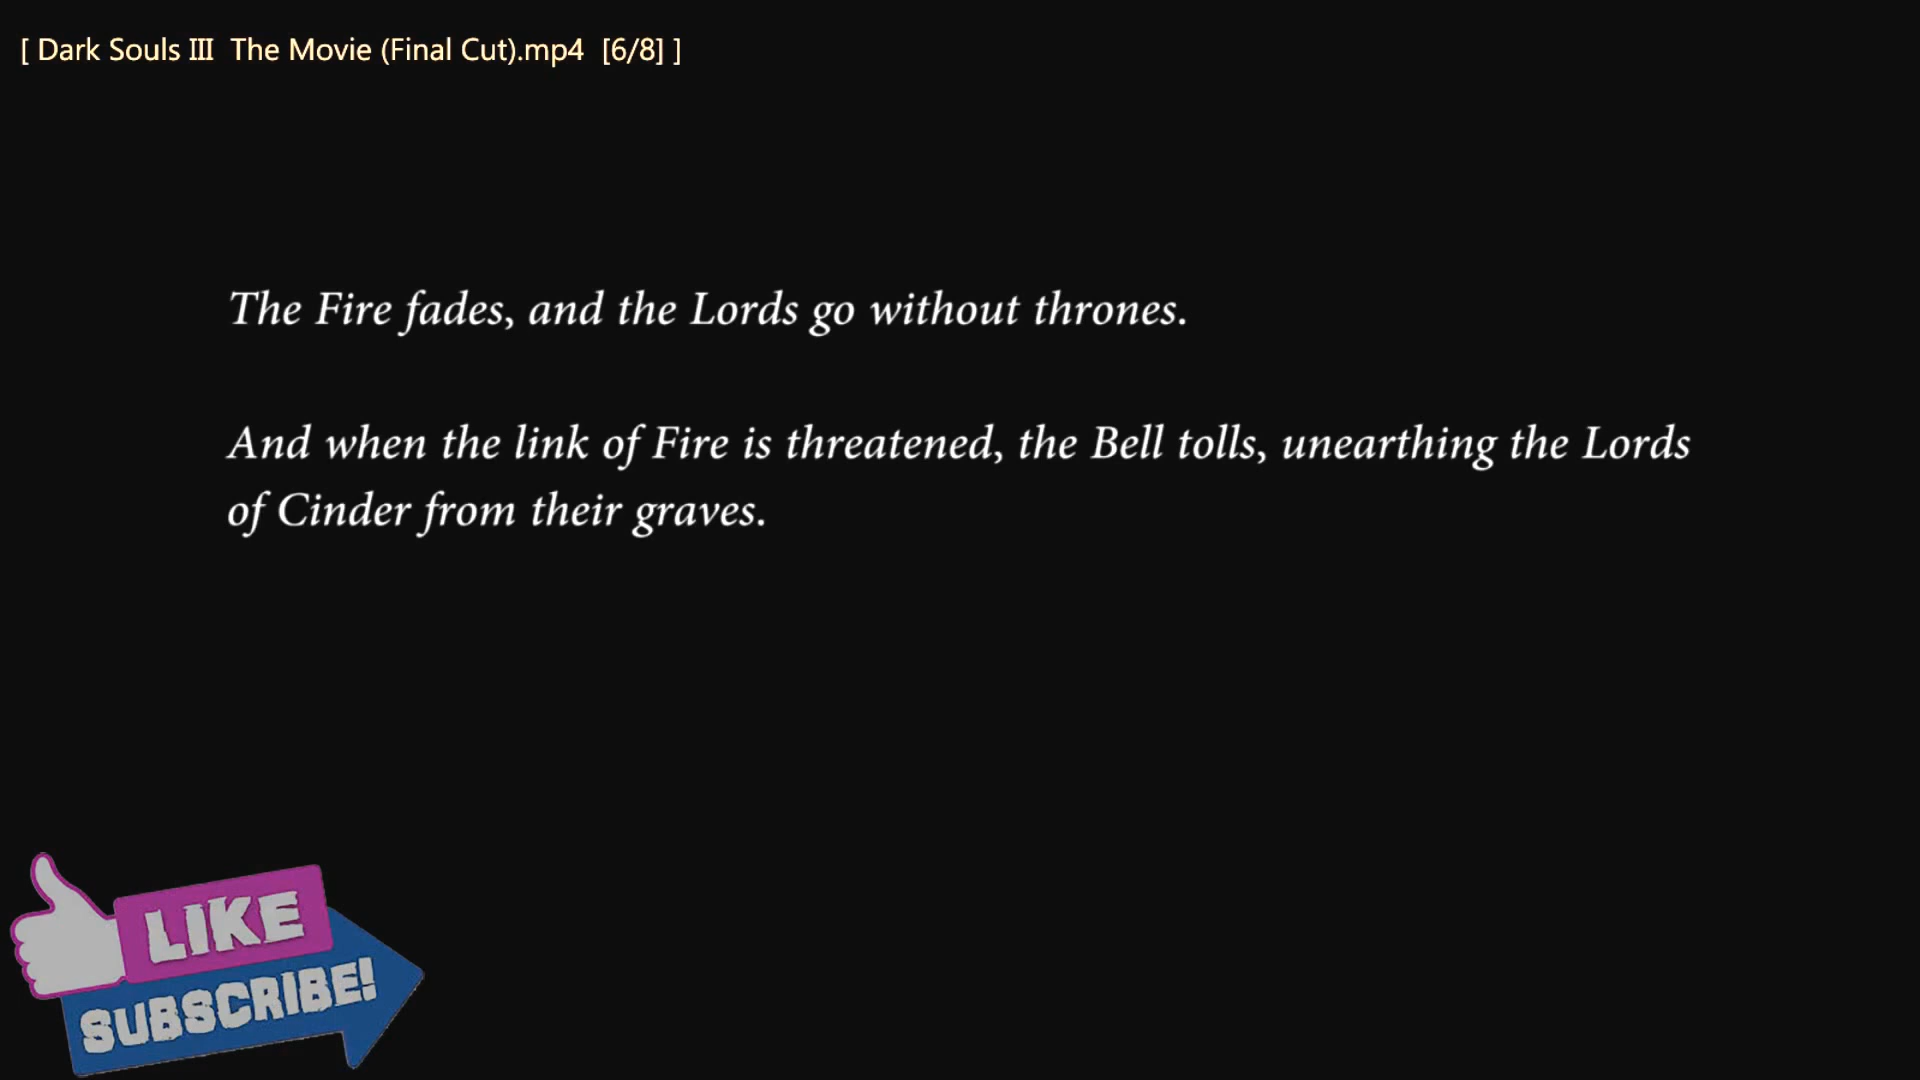 [ Dark Souls III  The Movie (Final Cut).mp4  [6/8] ]
The Fire fades, and the Lords go without thrones.
And when the link of Fire is threatened, the Bell tolls, unearthing the Lords
of Cinder from their graves.
LIKE
SUBSCRIBE!